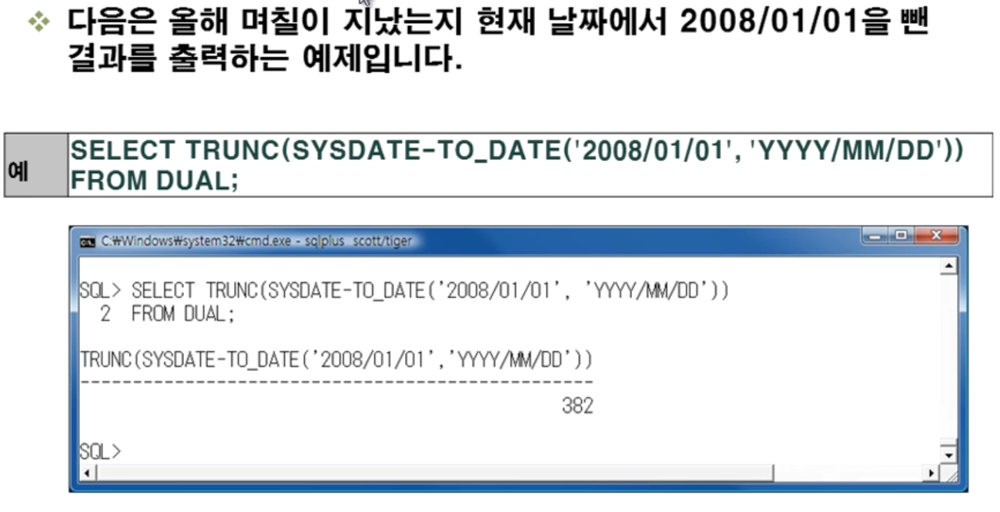 다음은 올해 며칠이 지났는지 현재 날짜에서 2008/01/01을 뺀
결과를 출력하는 예제입니다.
예
SELECT TRUNC(SYSDATE-TO_DATE('2008/01/01', 'YYYY/MM/DD'))
FROM DUAL;
C:₩Windows₩system32₩cmd.exe - sqlplus scott/tiger
SQL> SELECT TRUNC(SYSDATE-TO_DATE('2008/01/01', 'YYYY/MM/DD'))
2 FROM DUAL;
TRUNC(SYSDATE-TO_DATE('2008/01/01','YYYY/MM/DD'))
-------------------------------------------------
382
SQL>